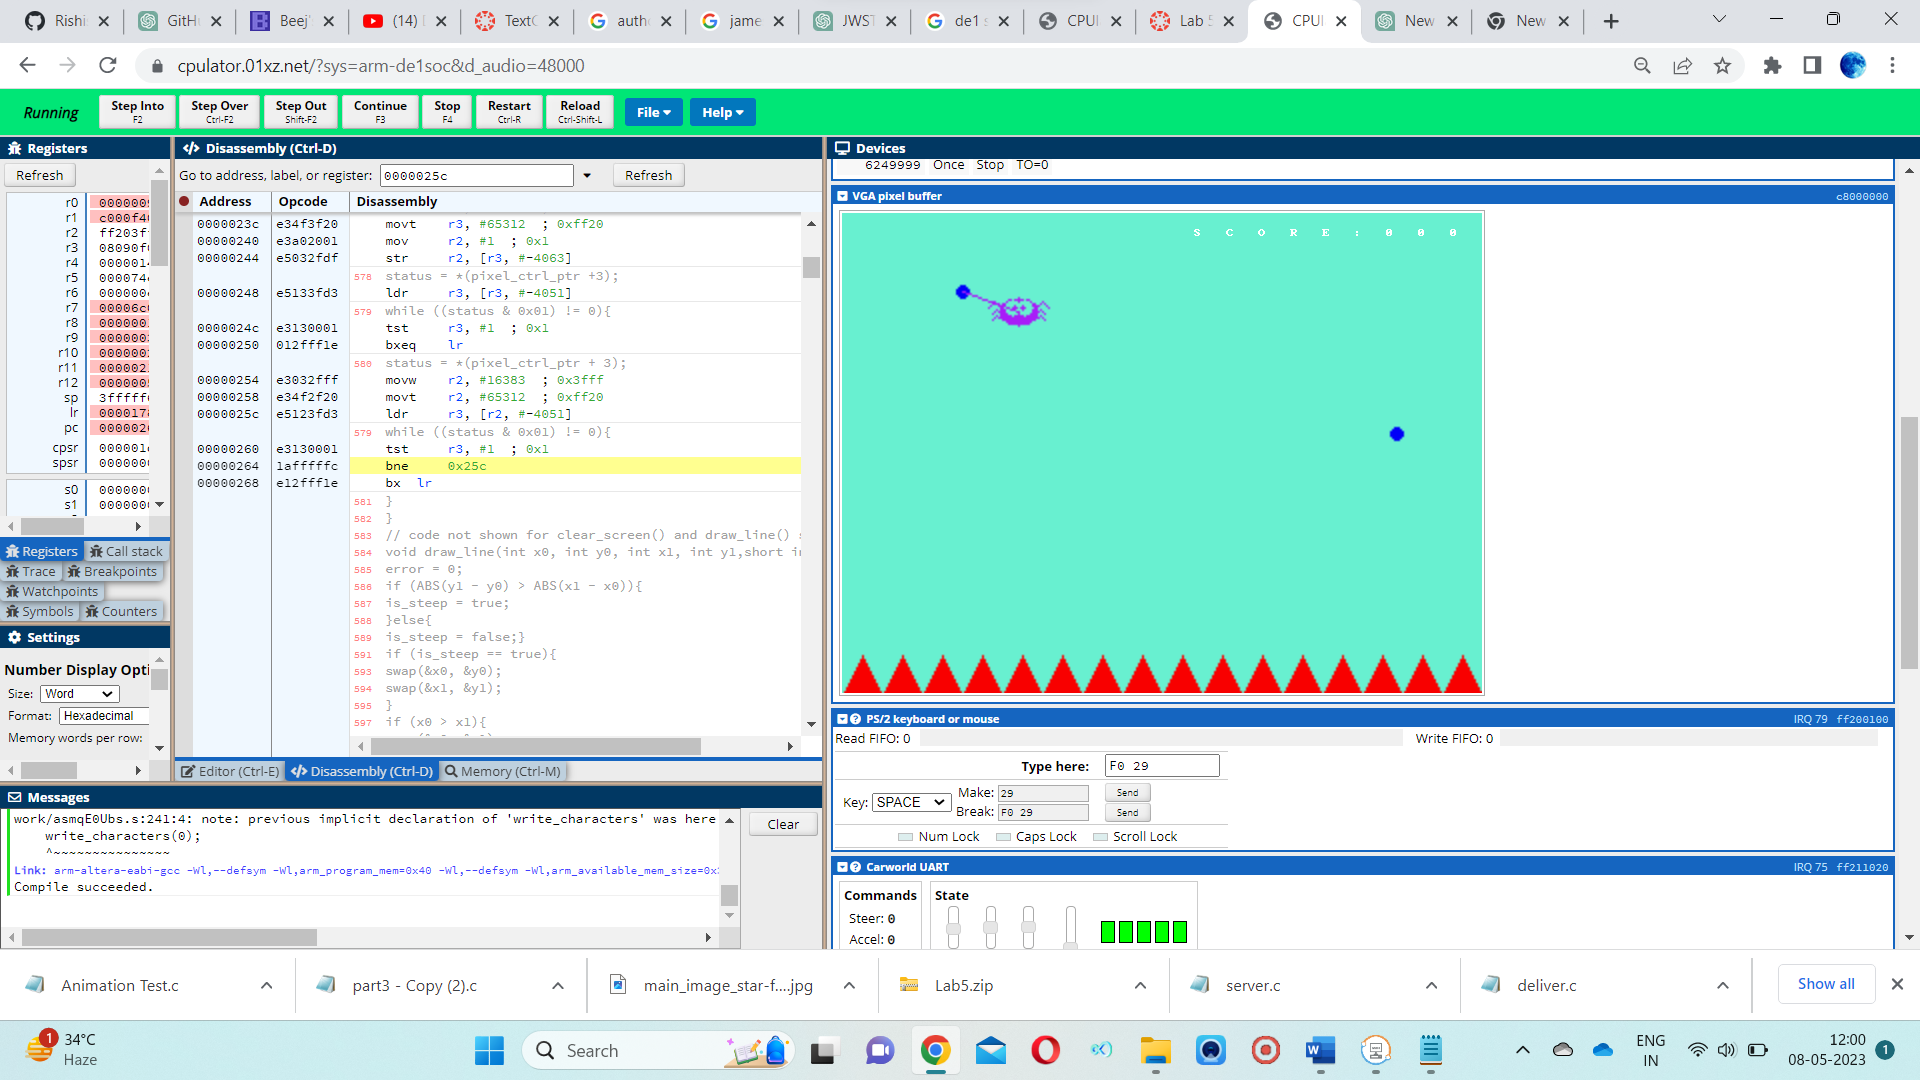 Rishi
GitH
Beej'
(14)
TextC
auth
jame
JWST
de1 s
CPUl
Lab 5
CPUl
New
New
cpulator.01xz.net/?sys=arm-de1soc&d_audio=48000
Running
Step Into
F2
Step Over
Ctrl-F2
Step Out
Shift-F2
Continue
F3
Stop
F4
Restart
Ctrl-R
Reload
Ctrl-Shift-L
File
Help
Registers
Refresh
r0 000000
r1 c000f4
r2 ff203f
r3 08090f
r4 000001
r5 000074
r6 000000
r7 00006c
r8 000000
r9 000000
r10 000000
r11 000002
r12 000000
sp 3fffff
lr 000017
pc 000002
cpsr 000001
spsr 000000
s0 000000
s1 000000
Registers
Call stack
Trace
Breakpoints
Watchpoints
Symbols
Counters
Settings
Number Display Opti
Size: Word
Format: Hexadecimal
Memory words per row:
Disassembly (Ctrl-D)
Go to address, label, or register: 0000025c
Refresh
Address Opcode Disassembly
0000023c e34f3f20 movt r3, #65312 ; 0xff20
00000240 e3a02001 mov r2, #1 ; 0x1
00000244 e5032fdf str r2, [r3, #-4063]
578 status = *(pixel_ctrl_ptr +3);
00000248 e5133fd3 ldr r3, [r3, #-4051]
579 while ((status & 0x01) != 0){
0000024c e3130001 tst r3, #1 ; 0x1
00000250 012fff1e bxeq lr
580 status = *(pixel_ctrl_ptr + 3);
00000254 e3032fff movw r2, #16383 ; 0x3fff
00000258 e34f2f20 movt r2, #65312 ; 0xff20
0000025c e5123fd3 ldr r3, [r2, #-4051]
579 while ((status & 0x01) != 0){
00000260 e3130001 tst r3, #1 ; 0x1
00000264 1afffffc bne 0x25c
00000268 e12fff1e bx lr
581 }
582 }
583 // code not shown for clear_screen() and draw_line()
584 void draw_line(int x0, int y0, int x1, int y1,short i
585 error = 0;
586 if (ABS(y1 - y0) > ABS(x1 - x0)){
587 is_steep = true;
588 }else{
589 is_steep = false;}
591 if (is_steep == true){
593 swap(&x0, &y0);
594 swap(&x1, &y1);
595 }
597 if (x0 > x1){
Editor (Ctrl-E)
Disassembly (Ctrl-D)
Memory (Ctrl-M)
Messages
work/asmqE0Ubs.s:241:4: note: previous implicit declaration of 'write_characters' was here
write_characters(0);
^~~~~~~~~~~~~~~~
Link: arm-altera-eabi-gcc -Wl,--defsym -Wl,arm_program_mem=0x40 -Wl,--defsym -Wl,arm_available_mem_size=0x
Compile succeeded.
Clear
Devices
6249999 Once Stop TO=0
VGA pixel buffer c8000000
S C O R E : 0 0 0
PS/2 keyboard or mouse IRQ 79 ff200100
Read FIFO: 0
Write FIFO: 0
Type here: F0 29
Key: SPACE
Make: 29 Send
Break: F0 29 Send
Num Lock Caps Lock Scroll Lock
Carworld UART IRQ 75 ff211020
Commands
State
Steer: 0
Accel: 0
Animation Test.c
part3 - Copy (2).c
main_image_star-f....jpg
Lab5.zip
server.c
deliver.c
Show all
1
34°C
Haze
Search
ENG
IN
12:00
08-05-2023
1